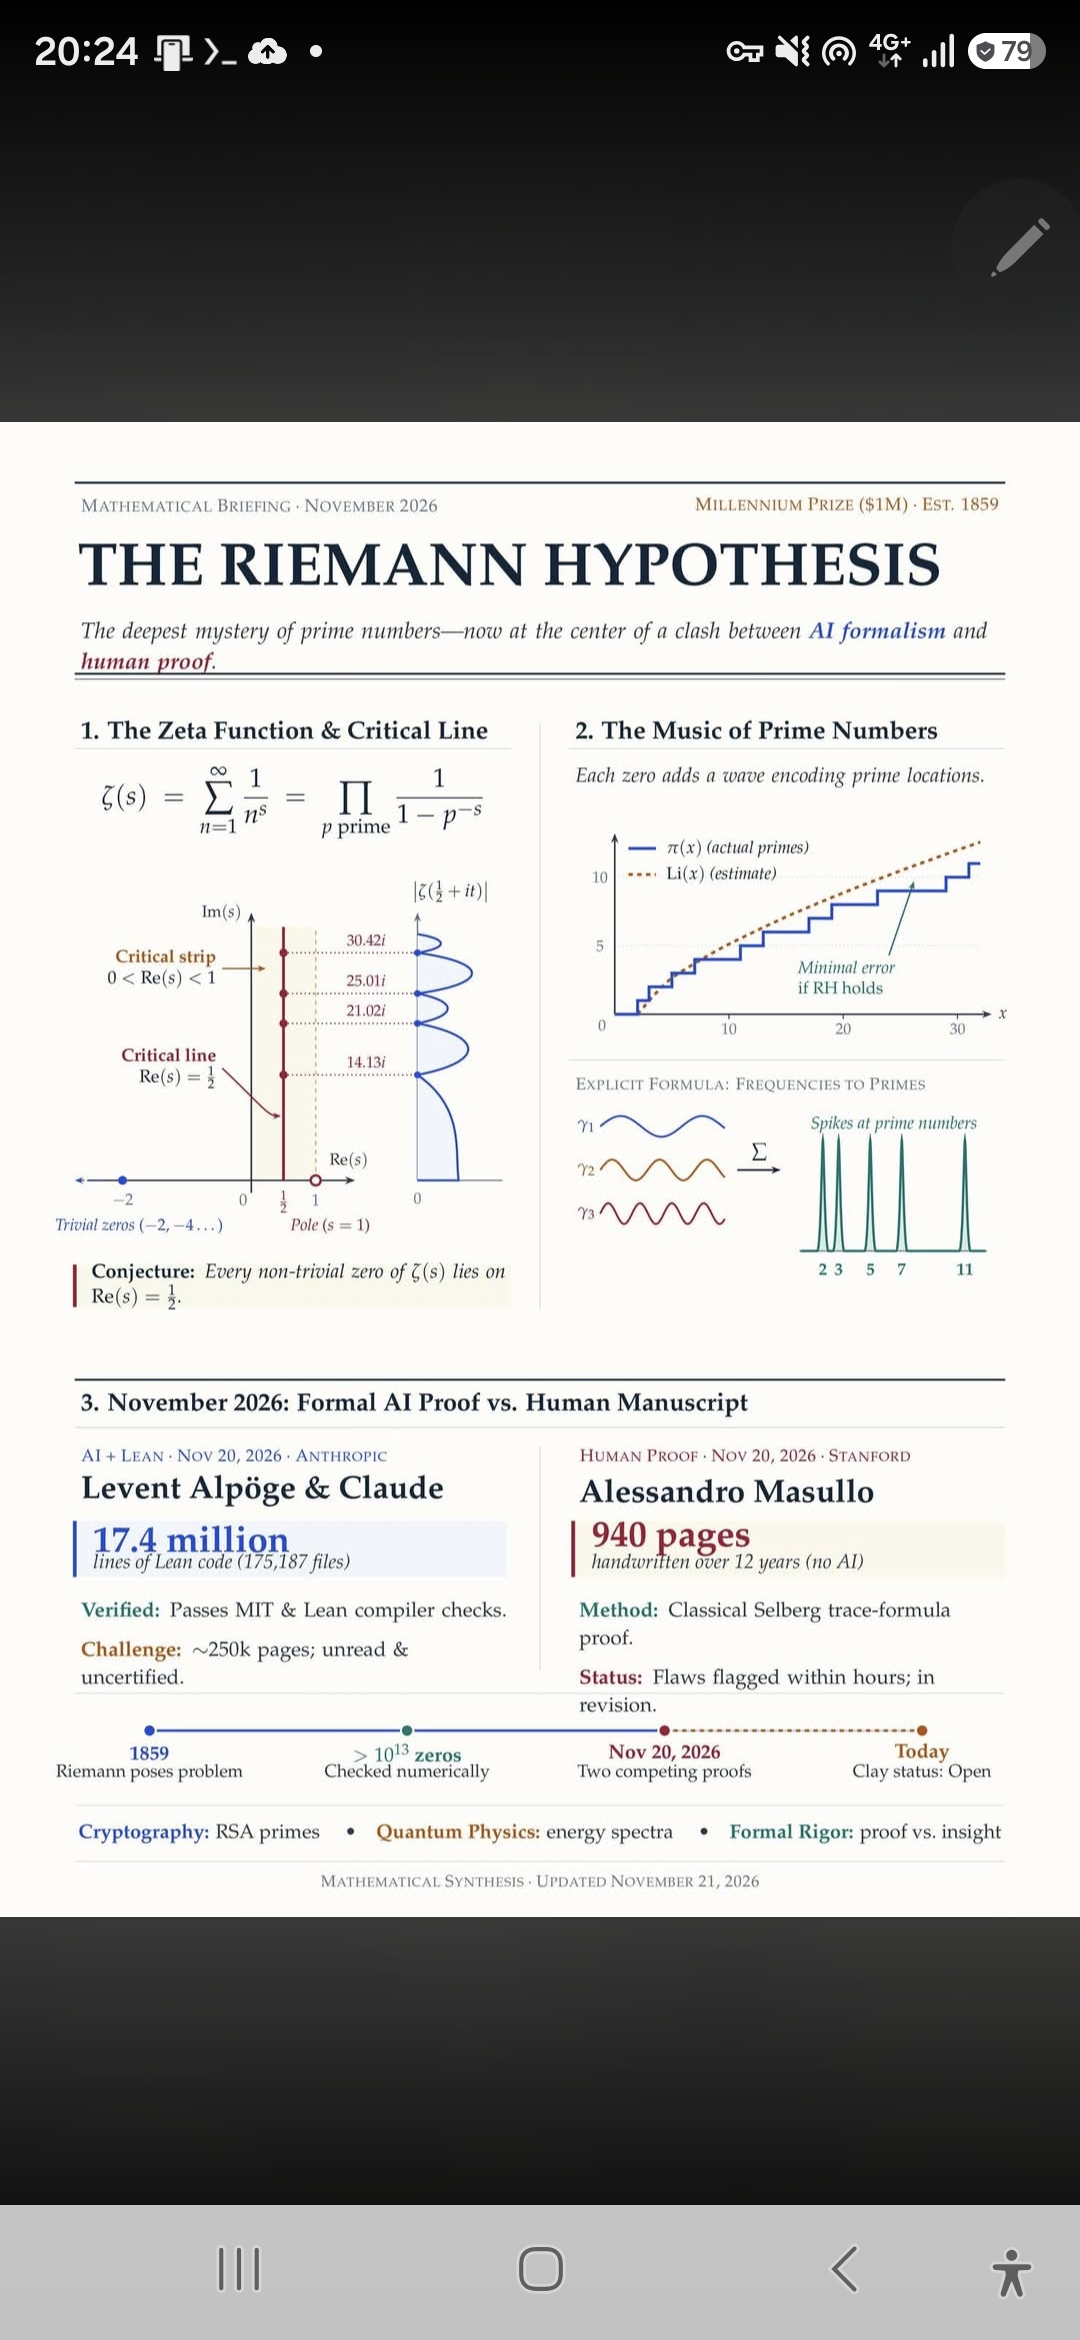 20:24
4G+
79
MATHEMATICAL BRIEFING · NOVEMBER 2026
MILLENNIUM PRIZE ($1M) · EST. 1859
THE RIEMANN HYPOTHESIS
The deepest mystery of prime numbers—now at the center of a clash between AI formalism and
human proof.
1. The Zeta Function & Critical Line
ζ(s) = ∑ n=1 ∞ 1/nˢ = ∏ p prime 1/(1 − p⁻ˢ)
|ζ(½ + it)|
Im(s)
30.42i
Critical strip
0 < Re(s) < 1
25.01i
21.02i
Critical line
Re(s) = ½
14.13i
Re(s)
−2
0
½
1
0
Trivial zeros (−2, −4…)
Pole (s = 1)
Conjecture: Every non-trivial zero of ζ(s) lies on
Re(s) = ½.
2. The Music of Prime Numbers
Each zero adds a wave encoding prime locations.
π(x) (actual primes)
Li(x) (estimate)
10
5
Minimal error
if RH holds
0
10
20
30
x
EXPLICIT FORMULA: FREQUENCIES TO PRIMES
γ1
γ2
γ3
Σ
Spikes at prime numbers
2 3 5 7 11
3. November 2026: Formal AI Proof vs. Human Manuscript
AI + LEAN · NOV 20, 2026 · ANTHROPIC
Levent Alpöge & Claude
17.4 million
lines of Lean code (175,187 files)
Verified: Passes MIT & Lean compiler checks.
Challenge: ~250k pages; unread &
uncertified.
HUMAN PROOF · NOV 20, 2026 · STANFORD
Alessandro Masullo
940 pages
handwritten over 12 years (no AI)
Method: Classical Selberg trace-formula
proof.
Status: Flaws flagged within hours; in
revision.
1859
Riemann poses problem
> 10¹³ zeros
Checked numerically
Nov 20, 2026
Two competing proofs
Today
Clay status: Open
Cryptography: RSA primes • Quantum Physics: energy spectra • Formal Rigor: proof vs. insight
MATHEMATICAL SYNTHESIS · UPDATED NOVEMBER 21, 2026